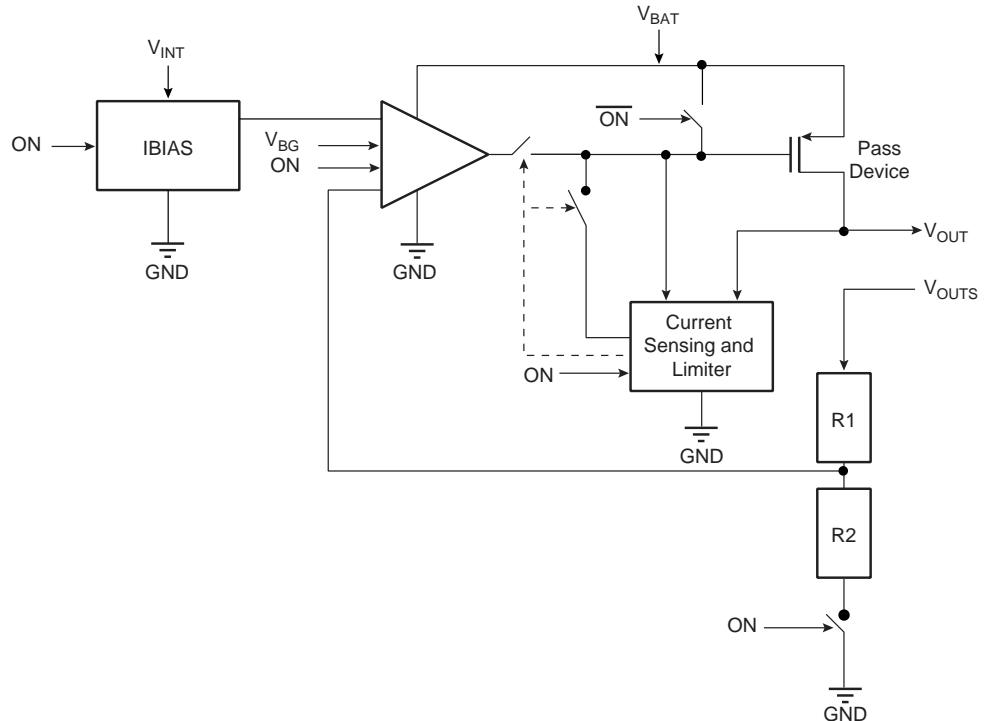 V_BAT
V_INT
IBIAS
ON
V_BG
ON
GND
GND
ON
Pass
Device
V_OUT
V_OUTS
Current
Sensing and
Limiter
ON
GND
R1
R2
ON
GND